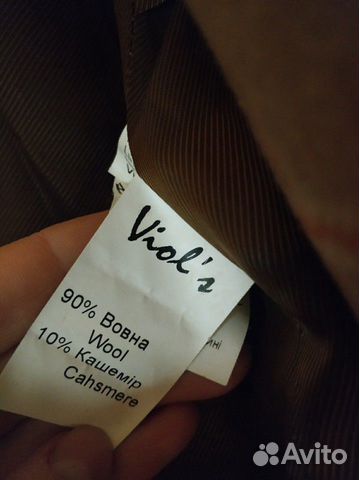 Viol's
90% Вовна
Wool
10% Кашемір
Cahsmere
Avito